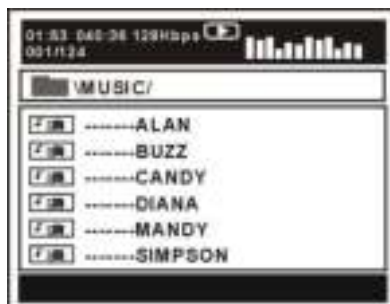 01:53 040:36 128Kbps
001/124
\MUSIC/
-------ALAN
-------BUZZ
-------CANDY
-------DIANA
-------MANDY
-------SIMPSON